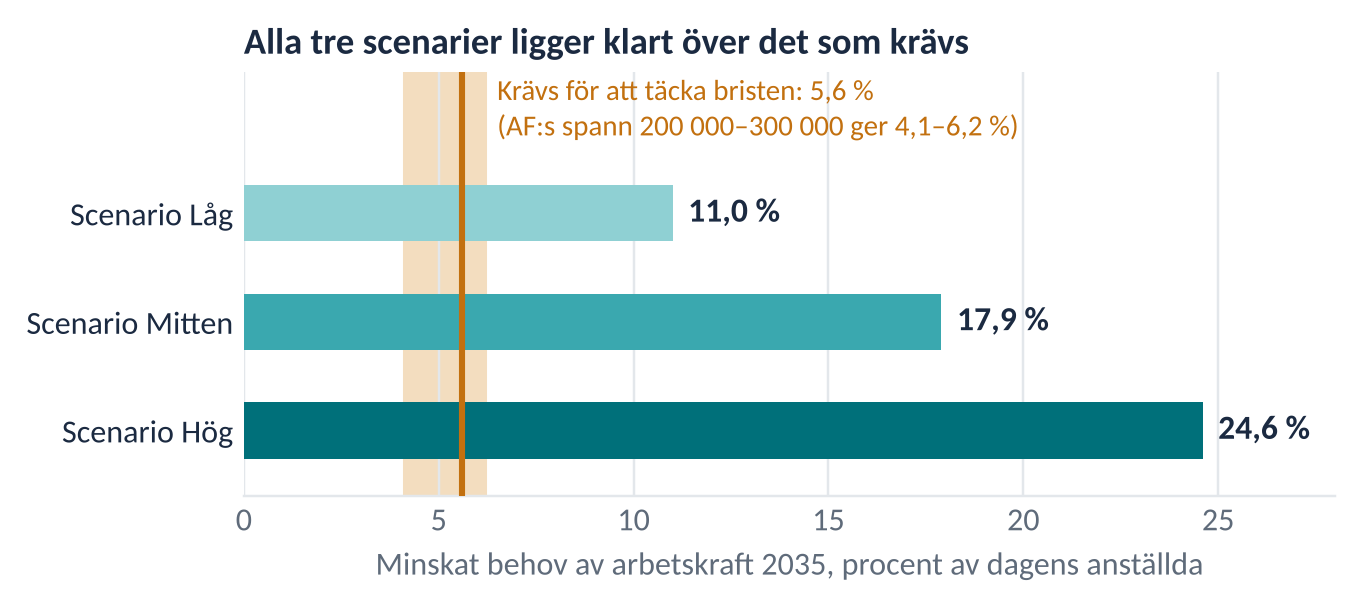 Alla tre scenarier ligger klart över det som krävs
Krävs för att täcka bristen: 5,6 %
(AF:s spann 200 000–300 000 ger 4,1–6,2 %)
Scenario Låg
11,0 %
Scenario Mitten
17,9 %
Scenario Hög
24,6 %
0 5 10 15 20 25
Minskat behov av arbetskraft 2035, procent av dagens anställda